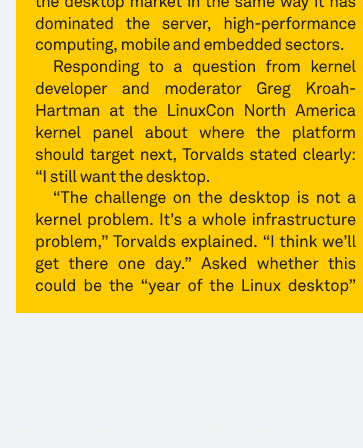 the desktop market in the same way it has
dominated the server, high-performance
computing, mobile and embedded sectors.
Responding to a question from kernel
developer and moderator Greg Kroah-
Hartman at the LinuxCon North America
kernel panel about where the platform
should target next, Torvalds stated clearly:
“I still want the desktop.
“The challenge on the desktop is not a
kernel problem. It’s a whole infrastructure
problem,” Torvalds explained. “I think we’ll
get there one day.” Asked whether this
could be the “year of the Linux desktop”